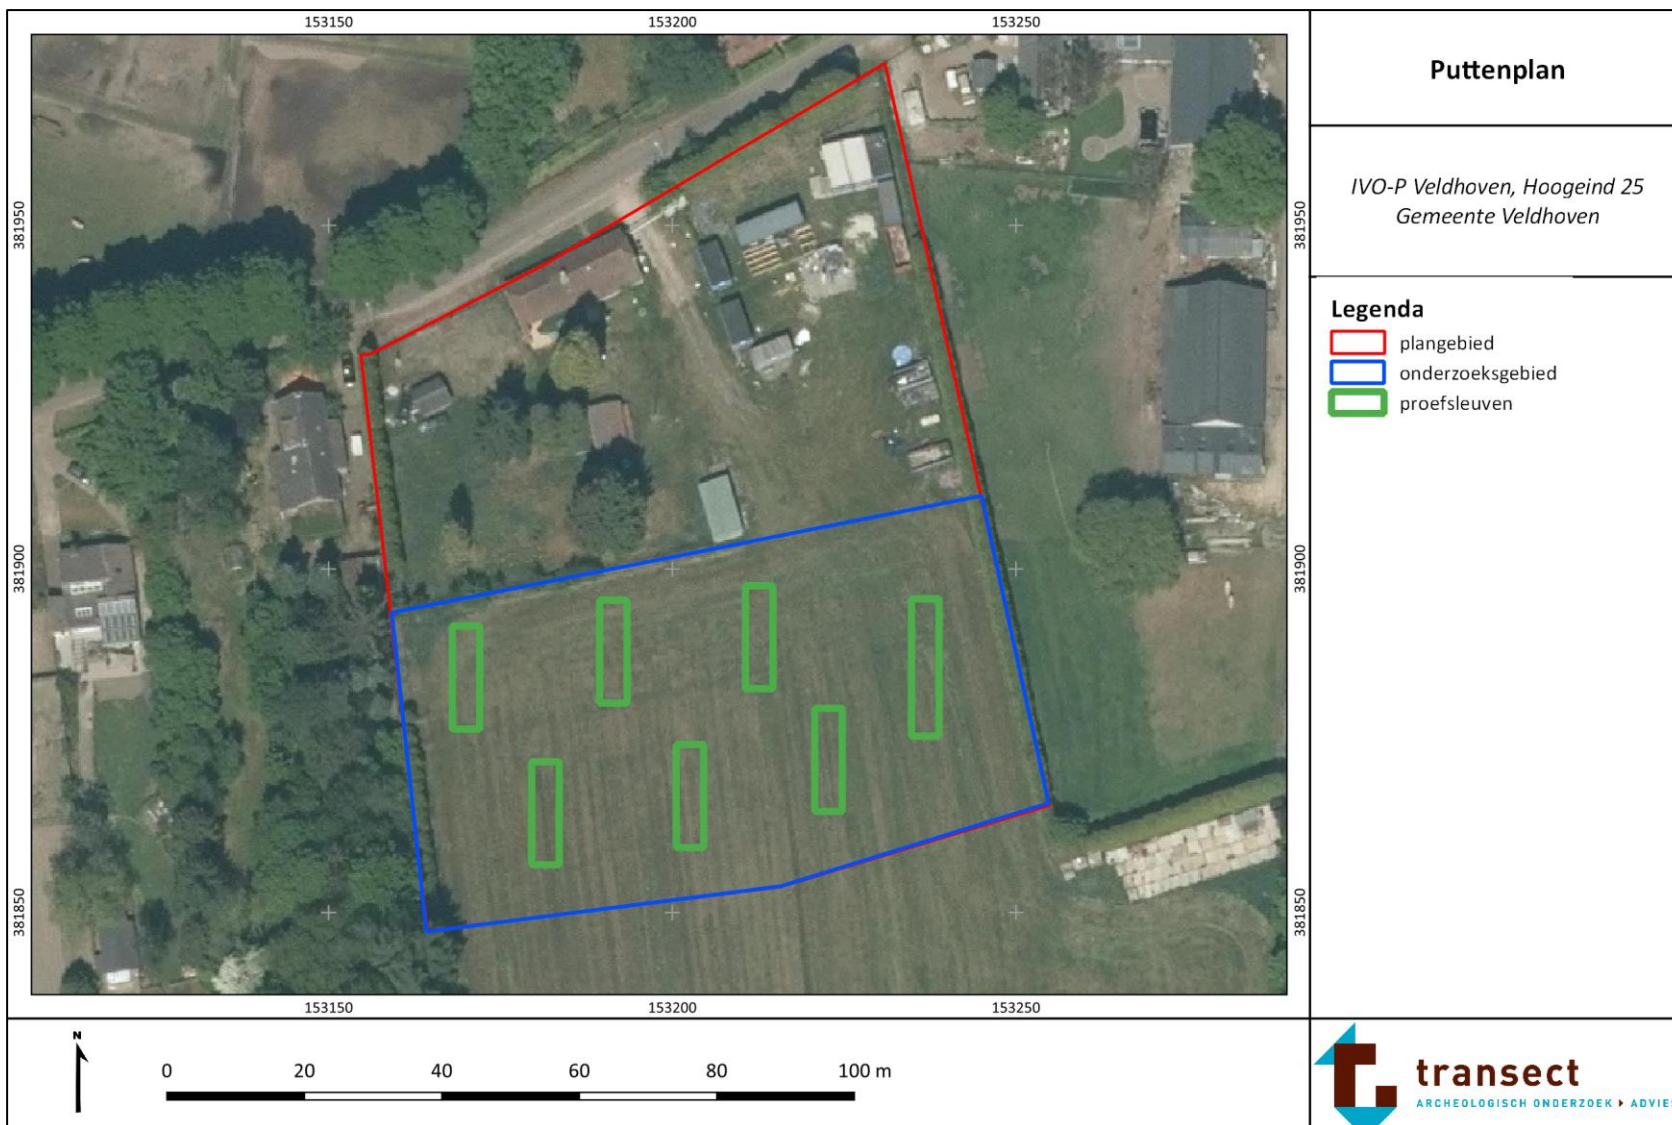 153150
153200
153250
381950
381950
381900
381900
381850
381850
153150
153200
153250
Puttenplan
IVO-P Veldhoven, Hoogeind 25
Gemeente Veldhoven
Legenda
plangebied
onderzoeksgebied
proefsleuven
N
0 20 40 60 80 100 m
transect
ARCHEOLOGISCH ONDERZOEK ▸ ADVIES